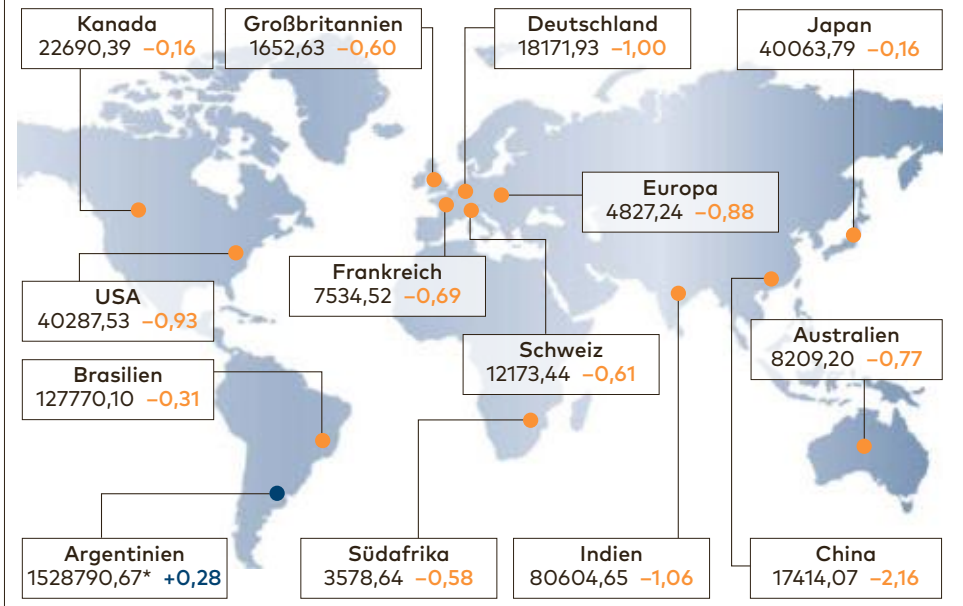 Kanada
22690,39 –0,16
Großbritannien
1652,63 –0,60
Deutschland
18171,93 –1,00
Japan
40063,79 –0,16
Europa
4827,24 –0,88
Frankreich
7534,52 –0,69
USA
40287,53 –0,93
Schweiz
12173,44 –0,61
Australien
8209,20 –0,77
Brasilien
127770,10 –0,31
Argentinien
1528790,67* +0,28
Südafrika
3578,64 –0,58
Indien
80604,65 –1,06
China
17414,07 –2,16